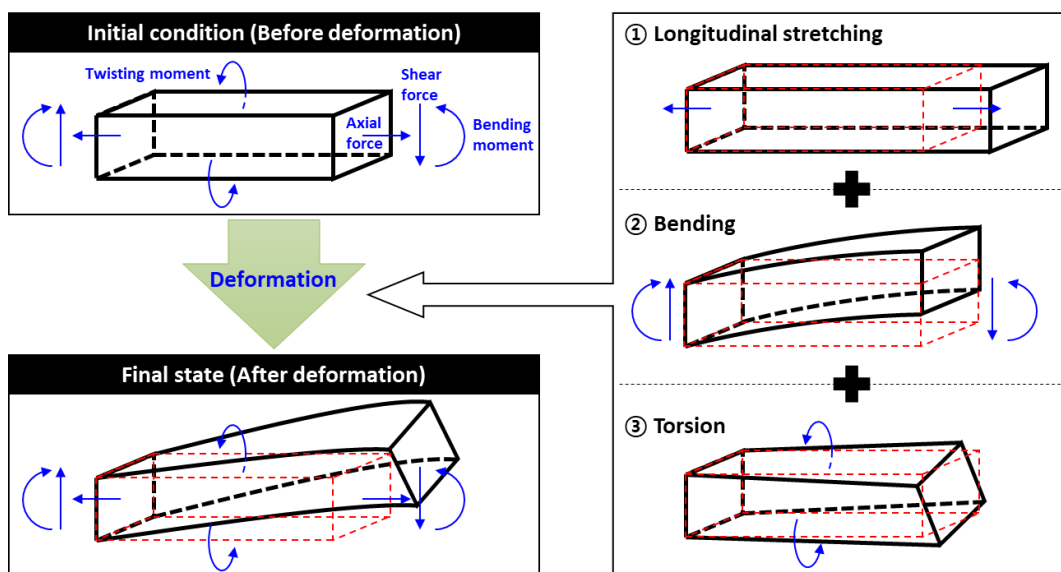 Initial condition (Before deformation)
Twisting moment
Shear
force
Axial
force
Bending
moment
Deformation
Final state (After deformation)
① Longitudinal stretching
② Bending
③ Torsion